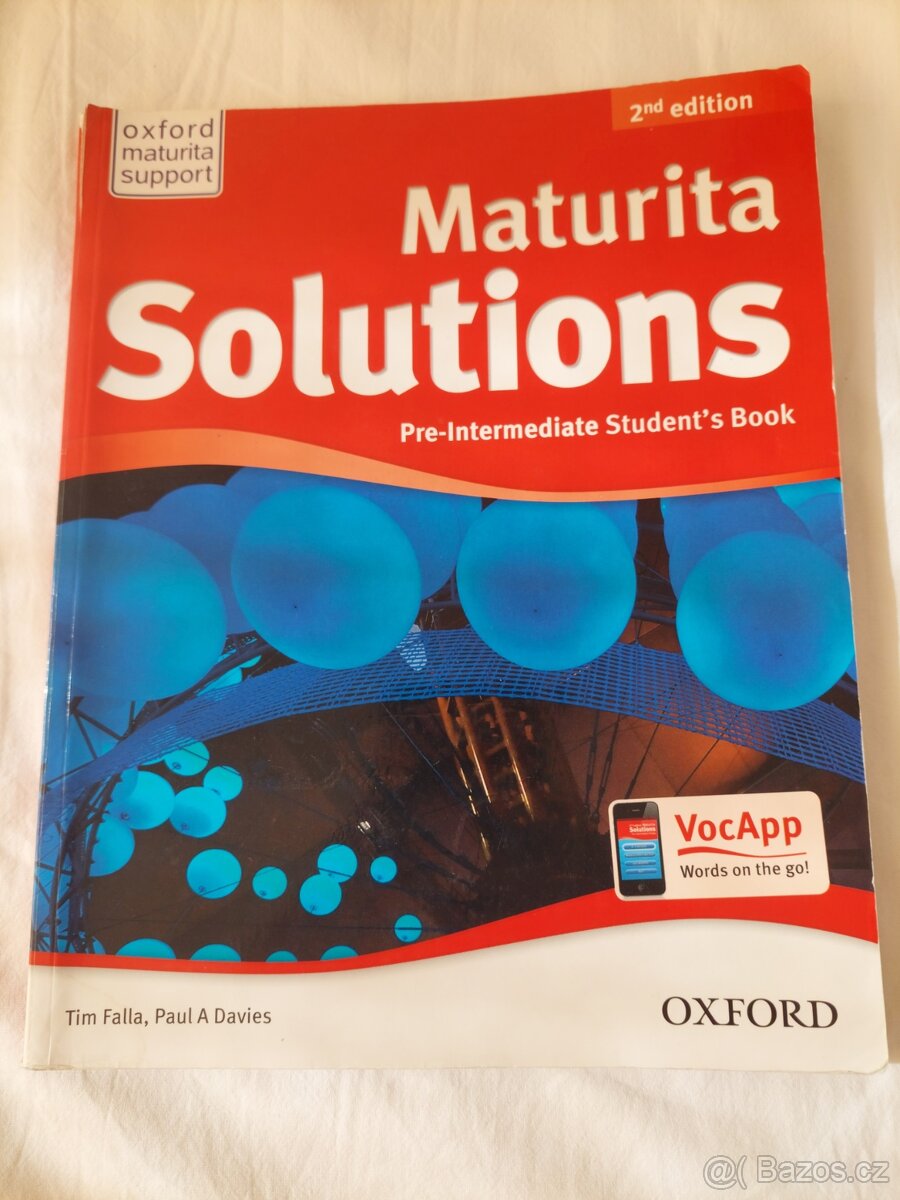 2nd edition
oxford
maturita
support
Maturita
Solutions
Pre-Intermediate Student's Book
Solutions
VocApp
Words on the go!
Tim Falla, Paul A Davies
OXFORD
@( Bazos.cz